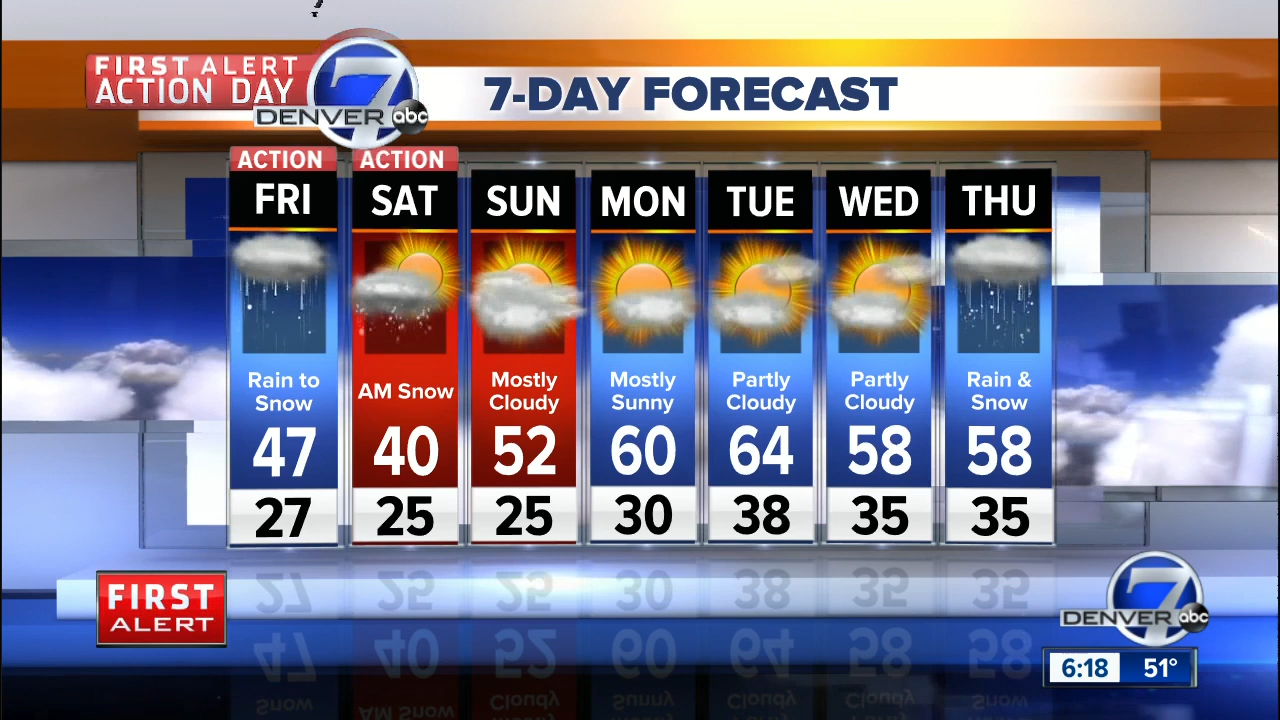 FIRST ALERT
ACTION DAY
7
DENVER abc
7-DAY FORECAST
ACTION ACTION
FRI SAT SUN MON TUE WED THU
Rain to Snow
AM Snow
Mostly Cloudy
Mostly Sunny
Partly Cloudy
Partly Cloudy
Rain & Snow
47 40 52 60 64 58 58
27 25 25 30 38 35 35
FIRST
ALERT
7
DENVER abc
6:18 51°